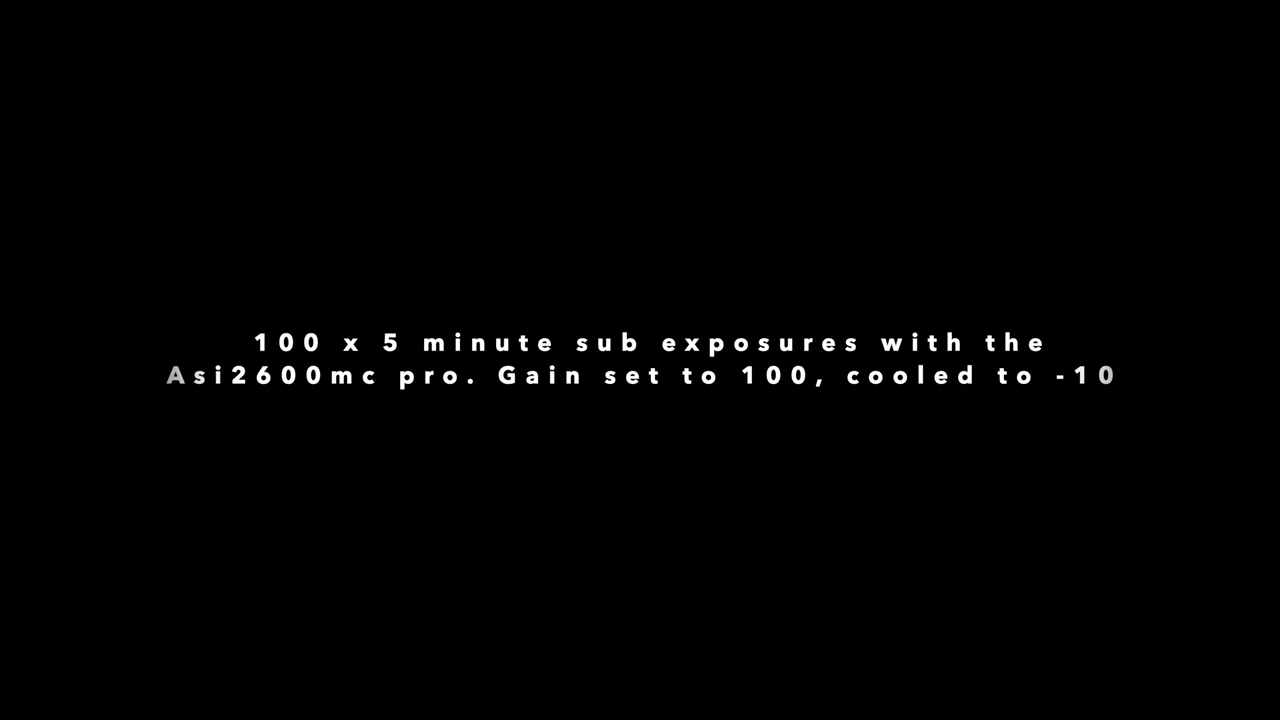 100 x 5 minute sub exposures with the
Asi2600mc pro. Gain set to 100, cooled to -10